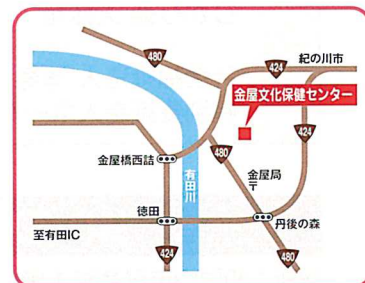 480
424
紀の川市
金屋文化保健センター
424
480
金屋橋西詰
有田川
金屋局
〒
徳田
丹後の森
至有田IC
424
480